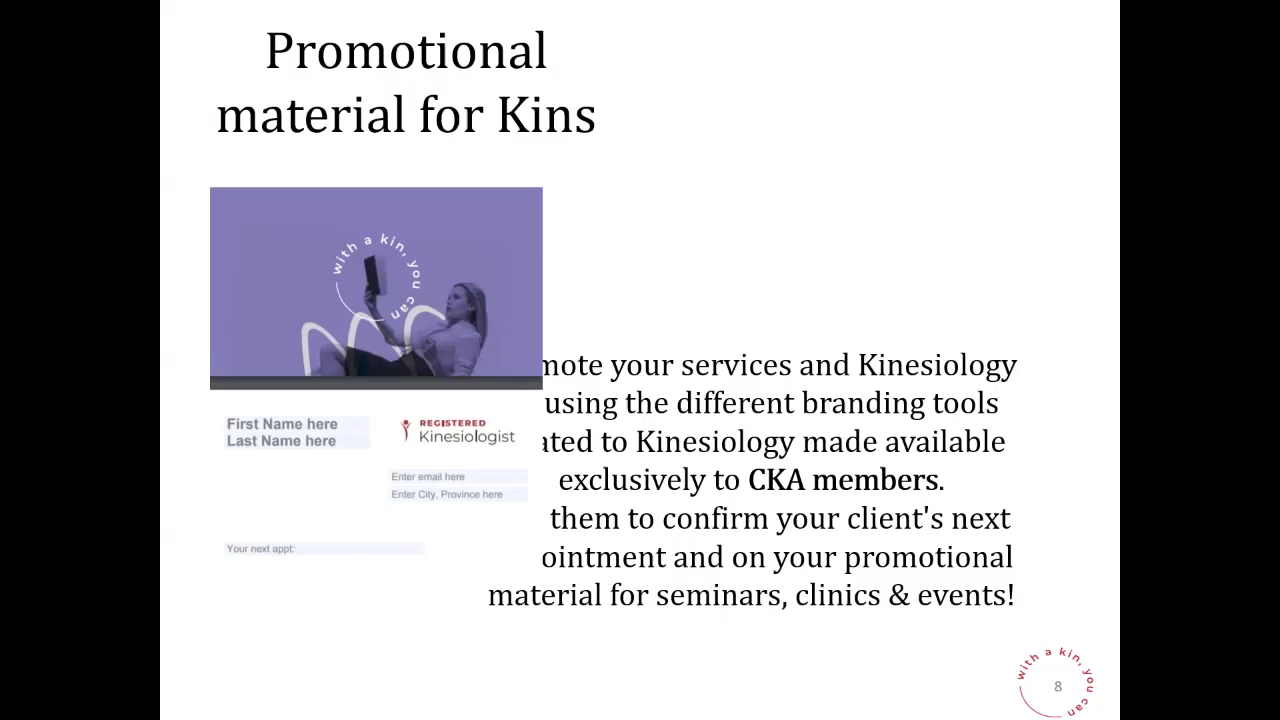 Promotional
material for Kins
with a kin, you can
mote your services and Kinesiology
using the different branding tools
ated to Kinesiology made available
exclusively to CKA members.
them to confirm your client's next
ointment and on your promotional
material for seminars, clinics & events!
First Name here
Last Name here
REGISTERED
Kinesiologist
Enter email here
Enter City, Province here
Your next appt:
with a kin, you can
8